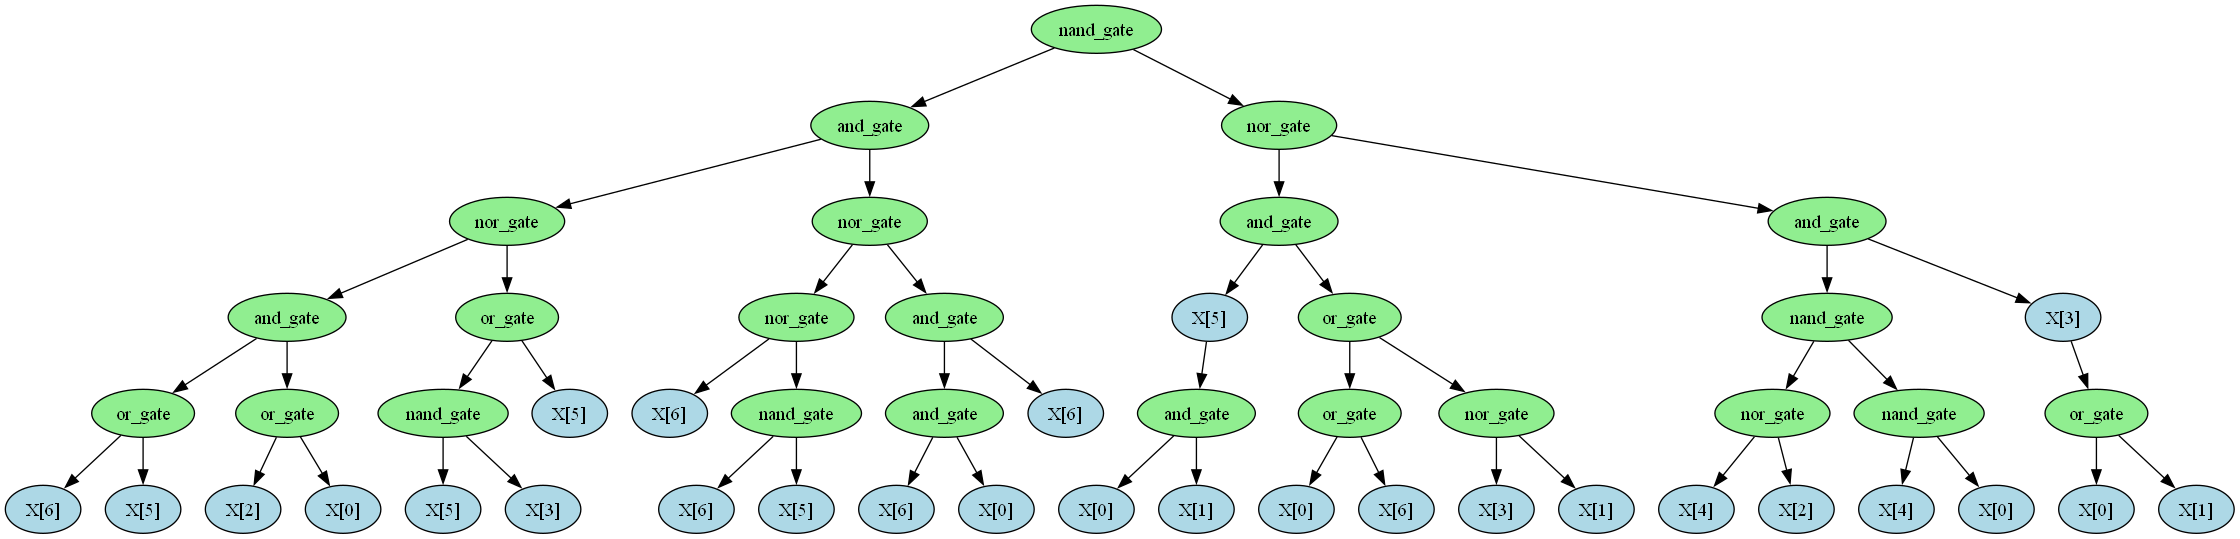 nand_gate
and_gate
nor_gate
nor_gate
nor_gate
and_gate
and_gate
and_gate
or_gate
nor_gate
and_gate
X[5]
or_gate
nand_gate
X[3]
or_gate
or_gate
nand_gate
X[5]
X[6]
nand_gate
and_gate
X[6]
and_gate
or_gate
nor_gate
nor_gate
nand_gate
or_gate
X[6]
X[5]
X[2]
X[0]
X[5]
X[3]
X[6]
X[5]
X[6]
X[0]
X[0]
X[1]
X[0]
X[6]
X[3]
X[1]
X[4]
X[2]
X[4]
X[0]
X[0]
X[1]